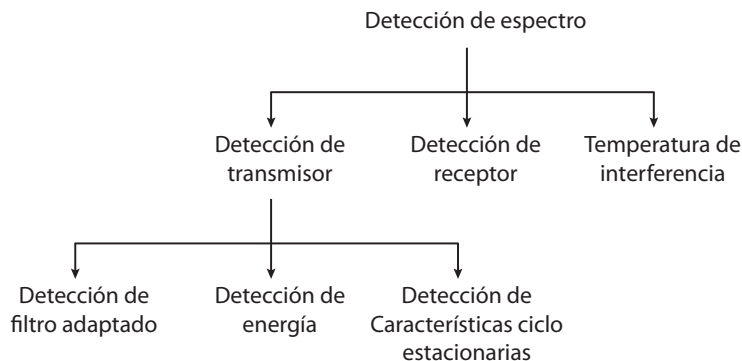 Detección de espectro
Detección de
transmisor
Detección de
receptor
Temperatura de
interferencia
Detección de
filtro adaptado
Detección de
energía
Detección de
Características ciclo
estacionarias